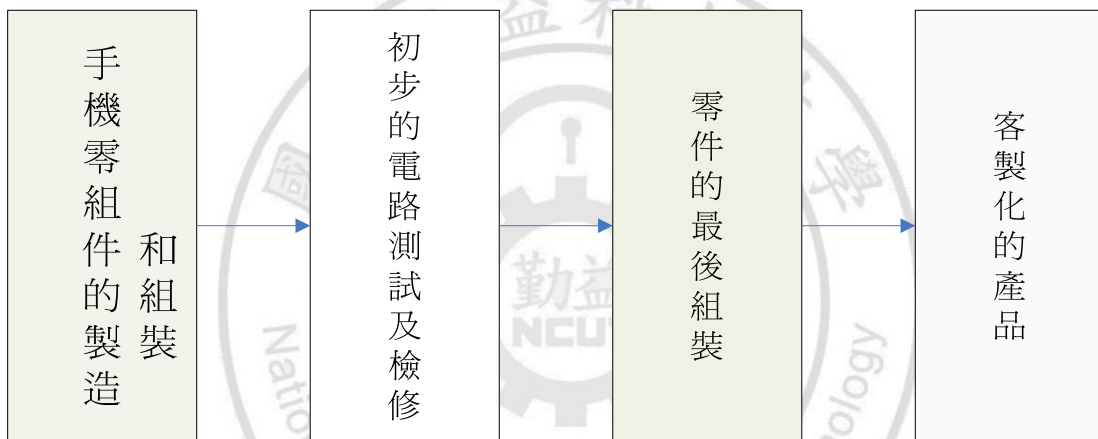 手機零組件的製造
和組裝
初步的電路測試及檢修
零件的最後組裝
客製化的產品
勤益
NCUT